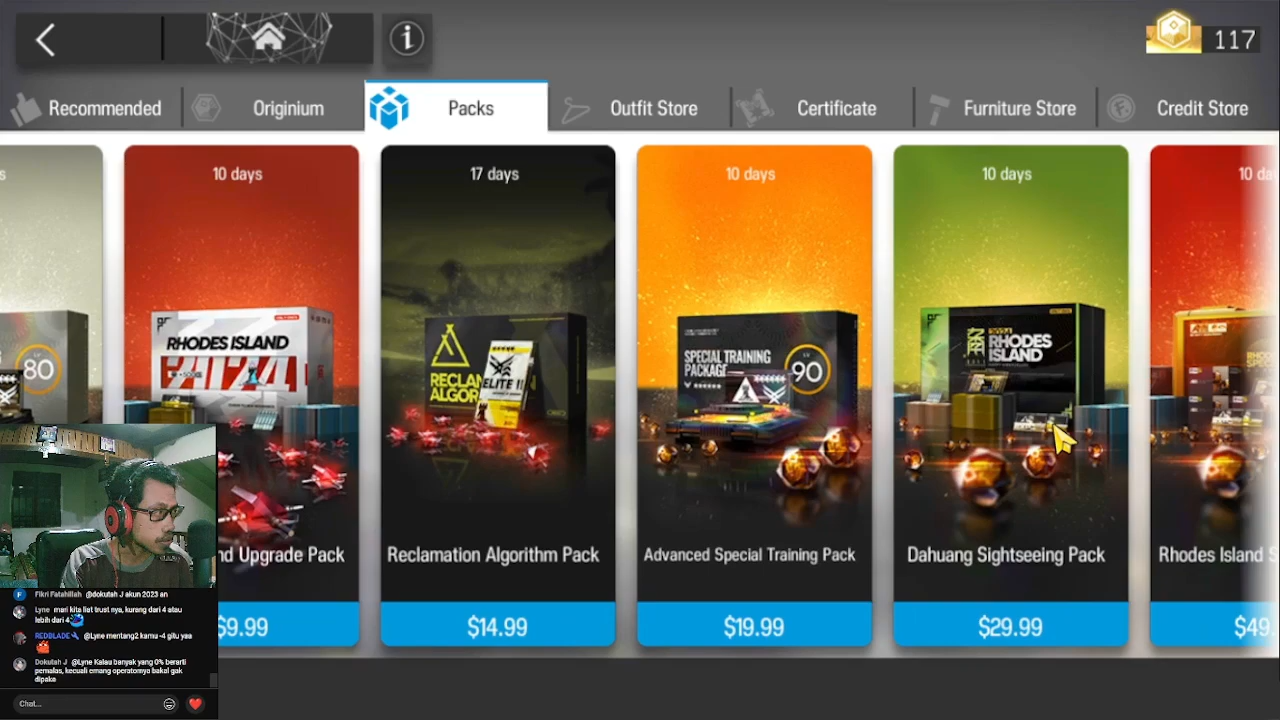 117
Recommended
Originium
Packs
Outfit Store
Certificate
Furniture Store
Credit Store
10 days
17 days
10 days
10 days
10 da
80
RHODES ISLAND
2024
RECLAM
ALGOR
ELITE II
SPECIAL TRAINING
PACKAGE
90
2024
RHODES
ISLAND
nd Upgrade Pack
Reclamation Algorithm Pack
Advanced Special Training Pack
Dahuang Sightseeing Pack
Rhodes Island S
$9.99
$14.99
$19.99
$29.99
$49.
Fikri Fatahillah @dokutah J akun 2023 an
Lyne mari kita liat trust nya, kurang dari 4 atau
lebih dari 4
REDBLADE @Lyne mentang2 kamu -4 gitu yaa
Dokutah J @Lyne Kalau banyak yang 0% berarti
pemalas, kecuali emang operatornya bakal gak
dipake
Chat...